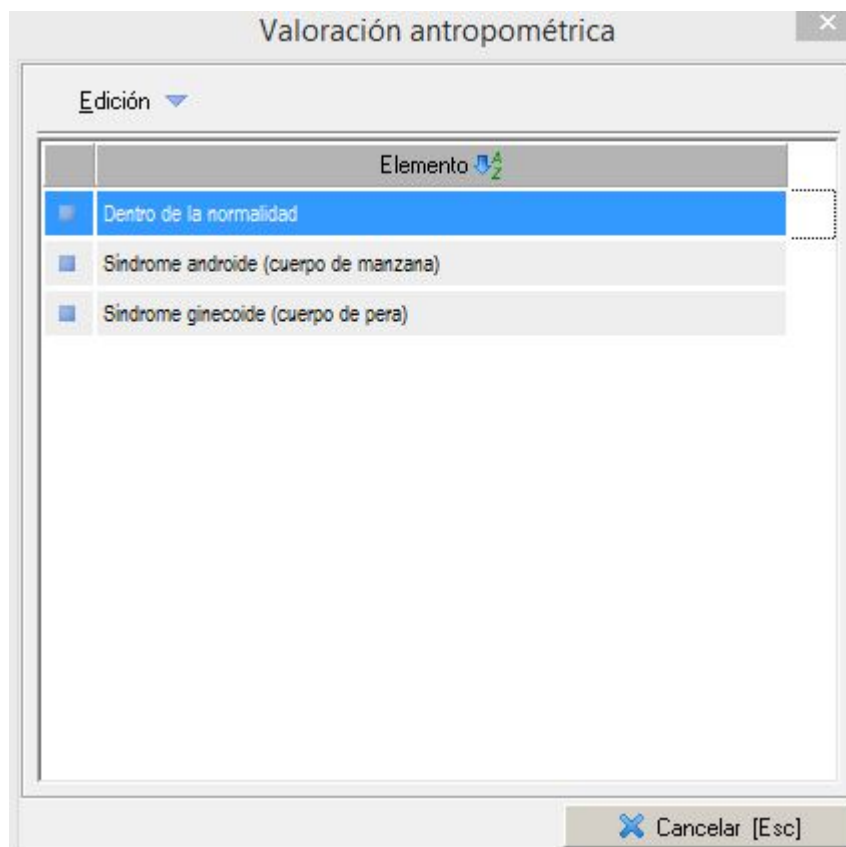 Valoración antropométrica
Edición
Elemento
Dentro de la normalidad
Síndrome androide (cuerpo de manzana)
Síndrome ginecoide (cuerpo de pera)
Cancelar [Esc]